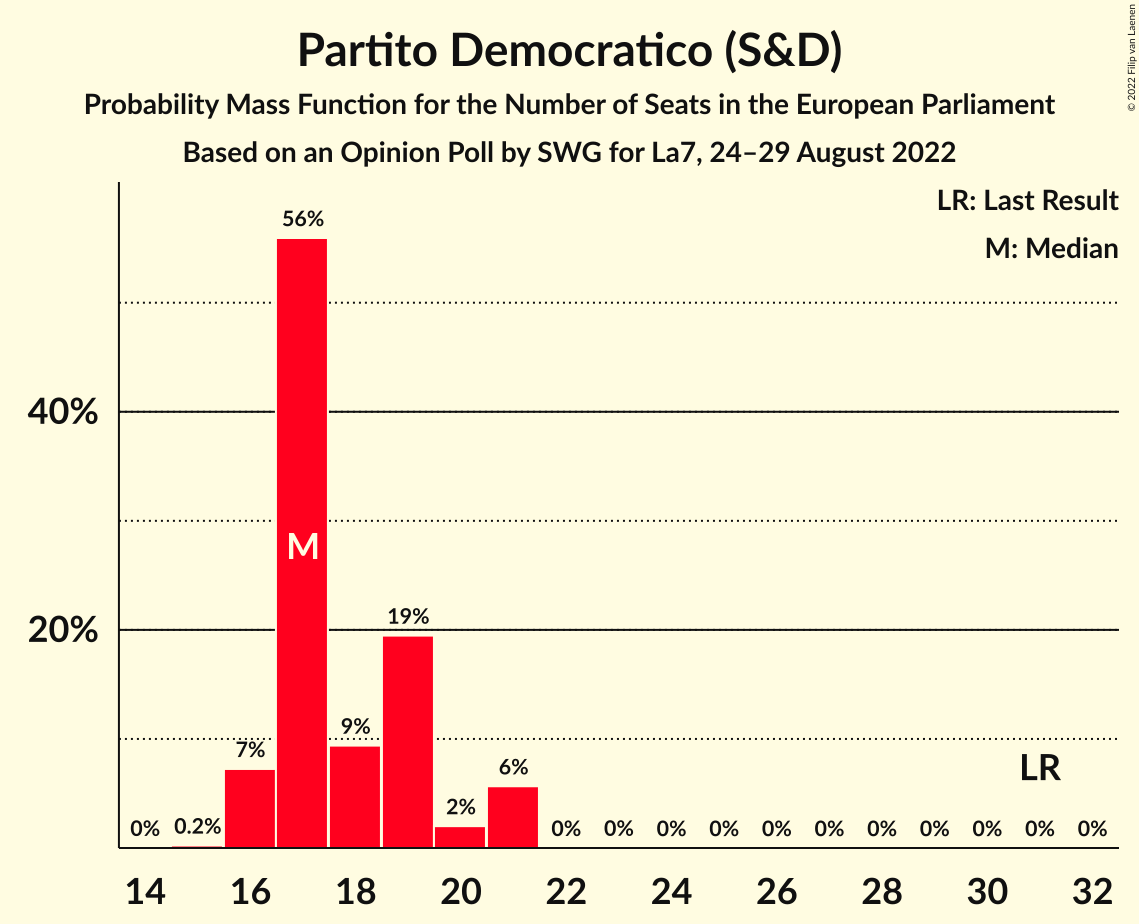 © 2022 Filip van Laenen
Partito Democratico (S&D)
Probability Mass Function for the Number of Seats in the European Parliament
Based on an Opinion Poll by SWG for La7, 24–29 August 2022
LR: Last Result
M: Median
56%
40%
M
20%
19%
9%
7%
LR
6%
2%
0% 0.2% 0% 0% 0% 0% 0% 0% 0% 0% 0% 0% 0%
14 16 18 20 22 24 26 28 30 32